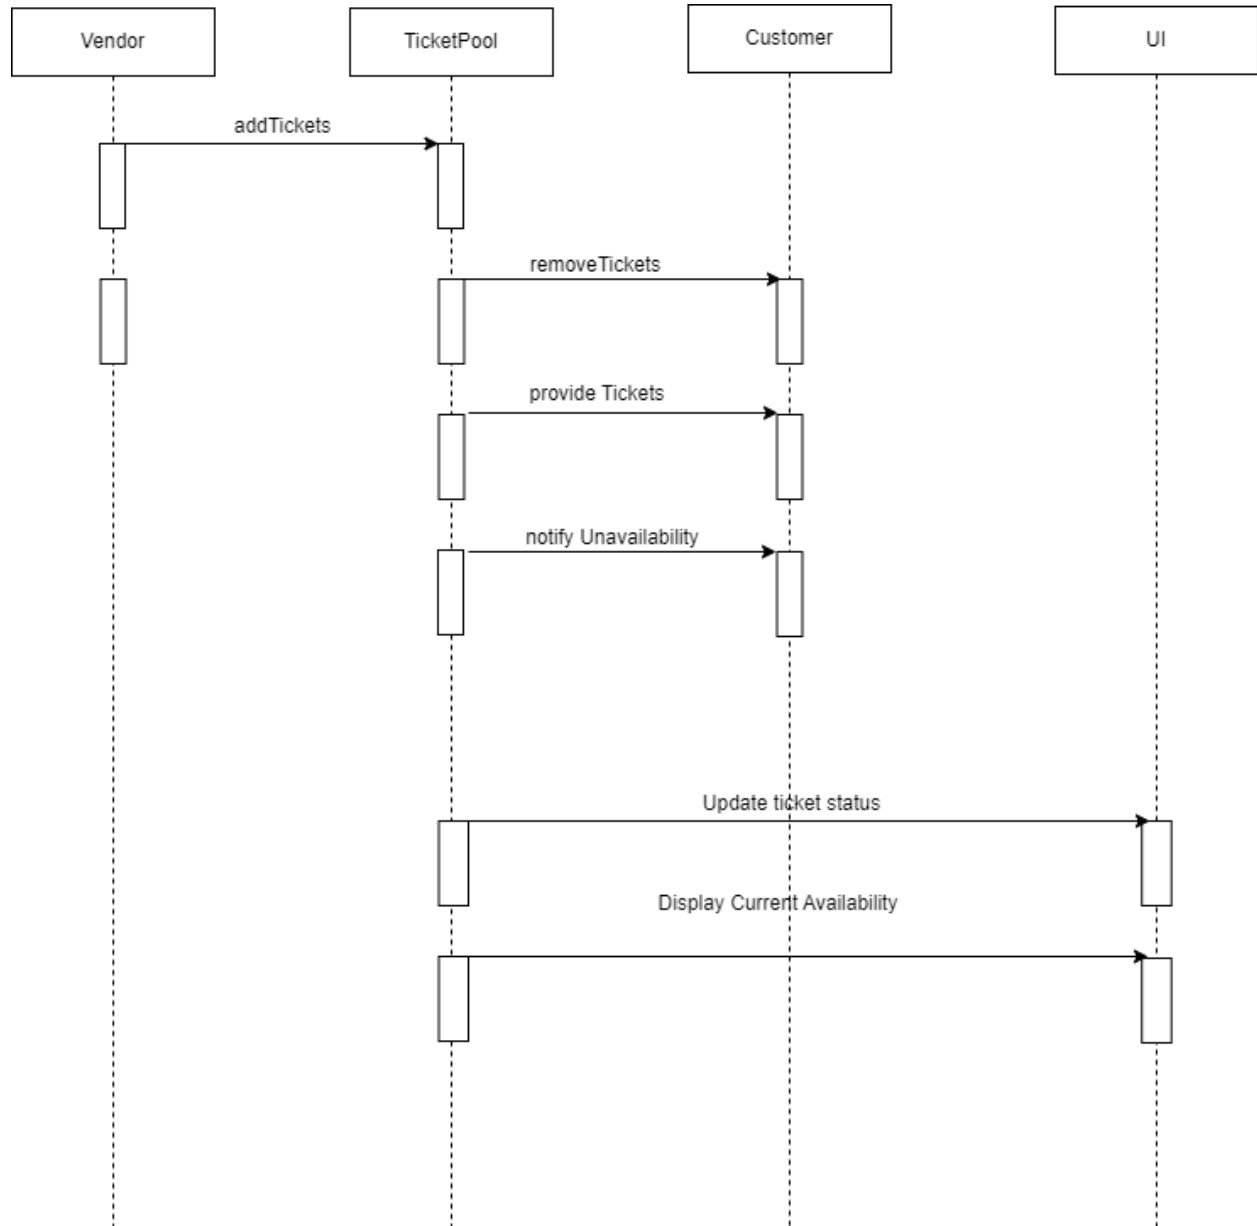 Vendor
TicketPool
Customer
UI
addTickets
removeTickets
provide Tickets
notify Unavailability
Update ticket status
Display Current Availability